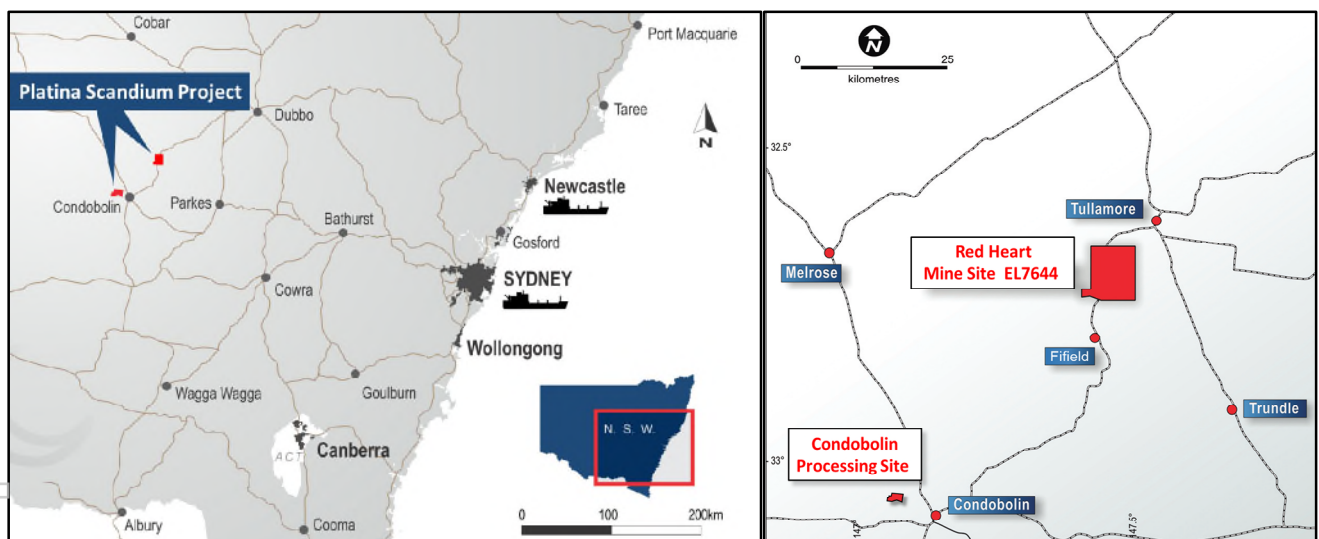 Cobar
Port Macquarie
Platina Scandium Project
Dubbo
Taree
N
Condobolin
Parkes
Newcastle
Bathurst
Gosford
SYDNEY
Cowra
Wollongong
Wagga Wagga
Goulburn
N. S. W.
ACT
Canberra
Albury
Cooma
0 100 200km
N
0 25
kilometres
32.5°
Tullamore
Melrose
Red Heart
Mine Site EL7644
Fifield
Trundle
Condobolin
Processing Site
33°
Condobolin
147.5°